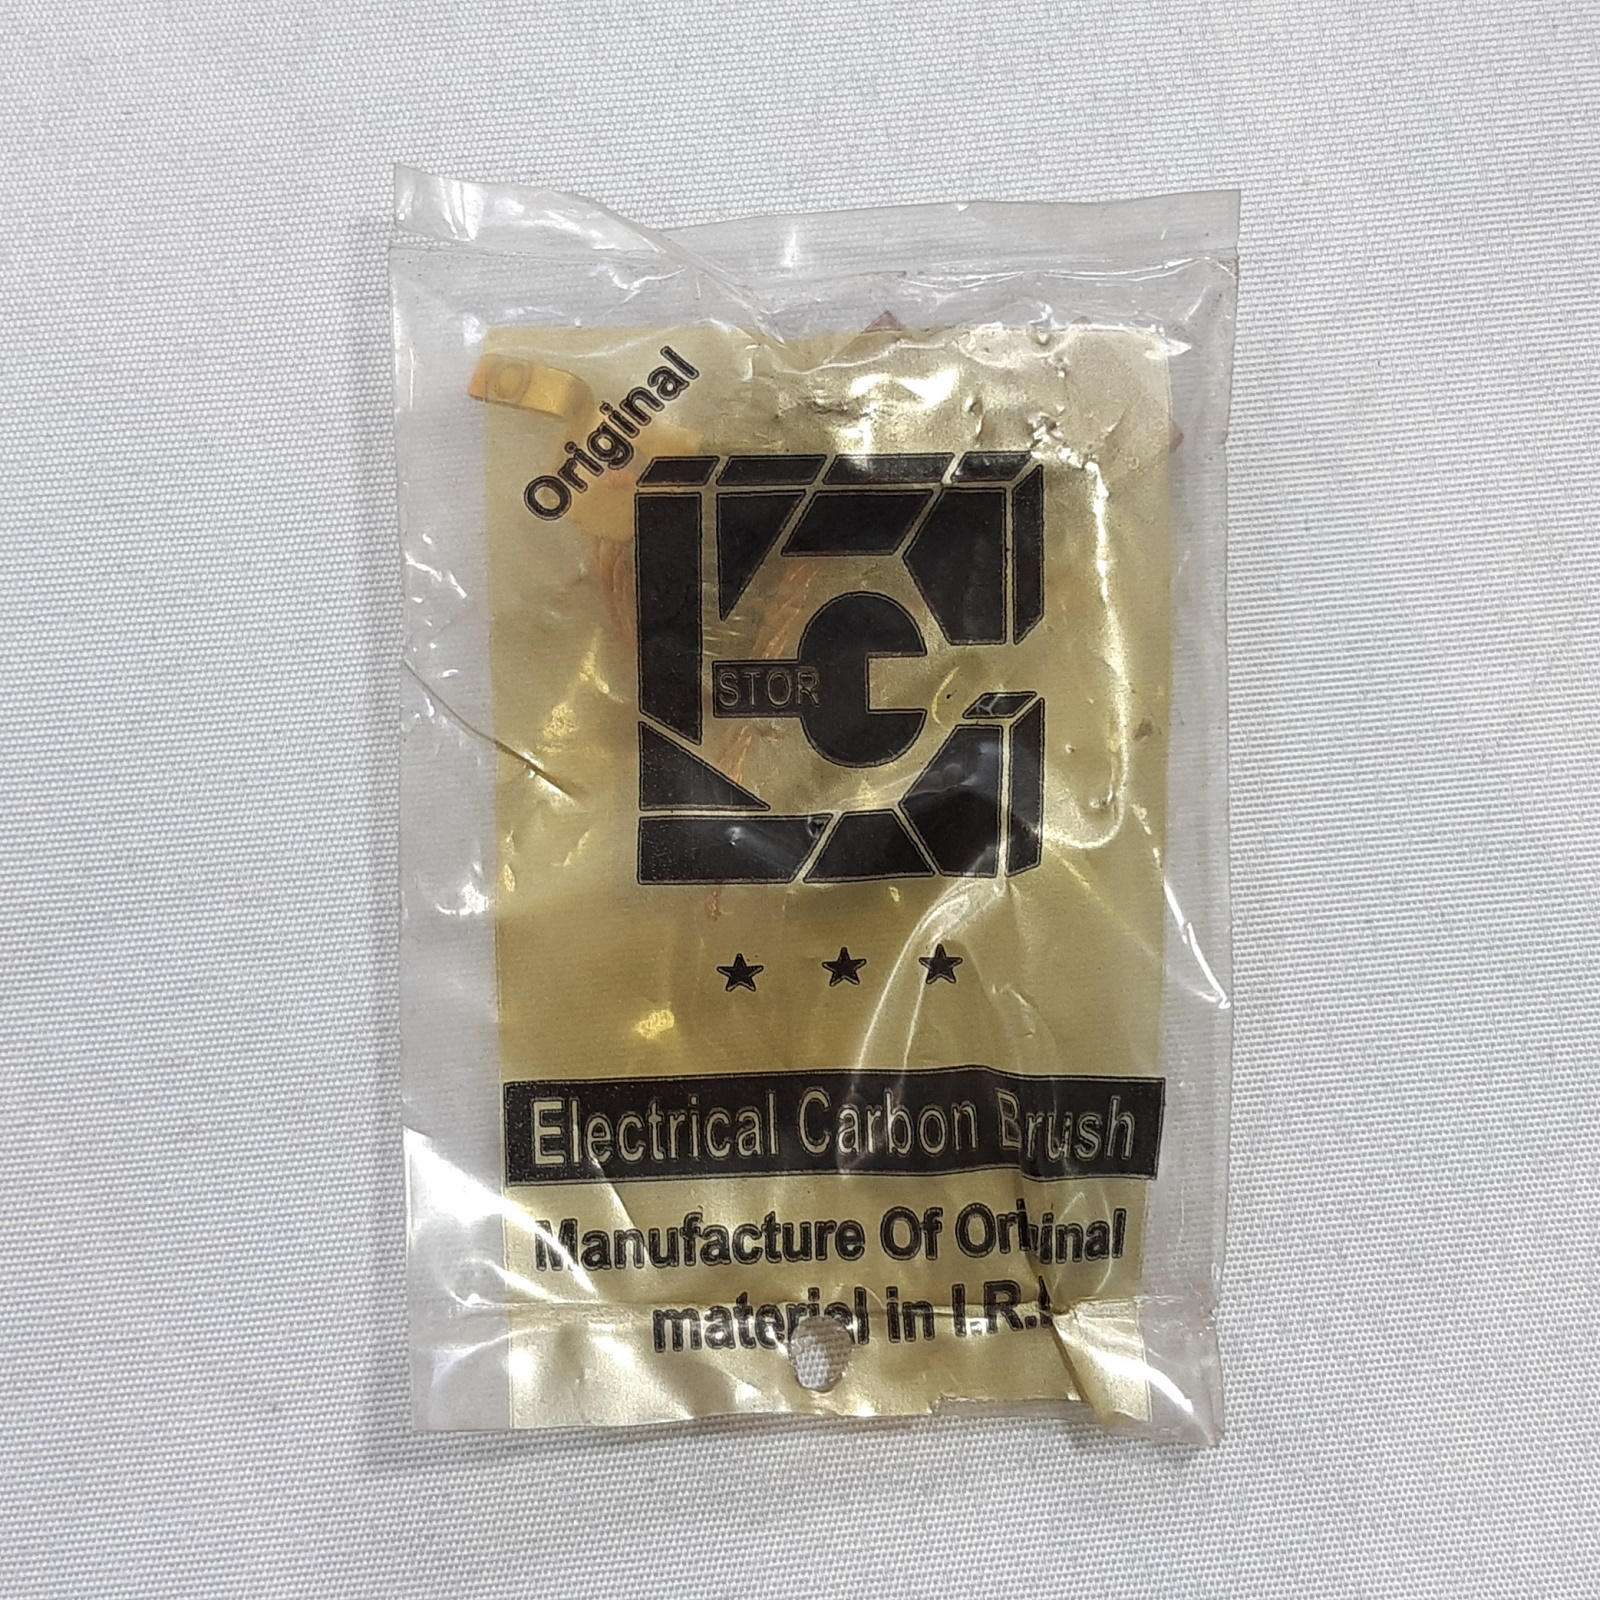 Original
STOR
Electrical Carbon Brush
Manufacture Of Original
material in I.R.I